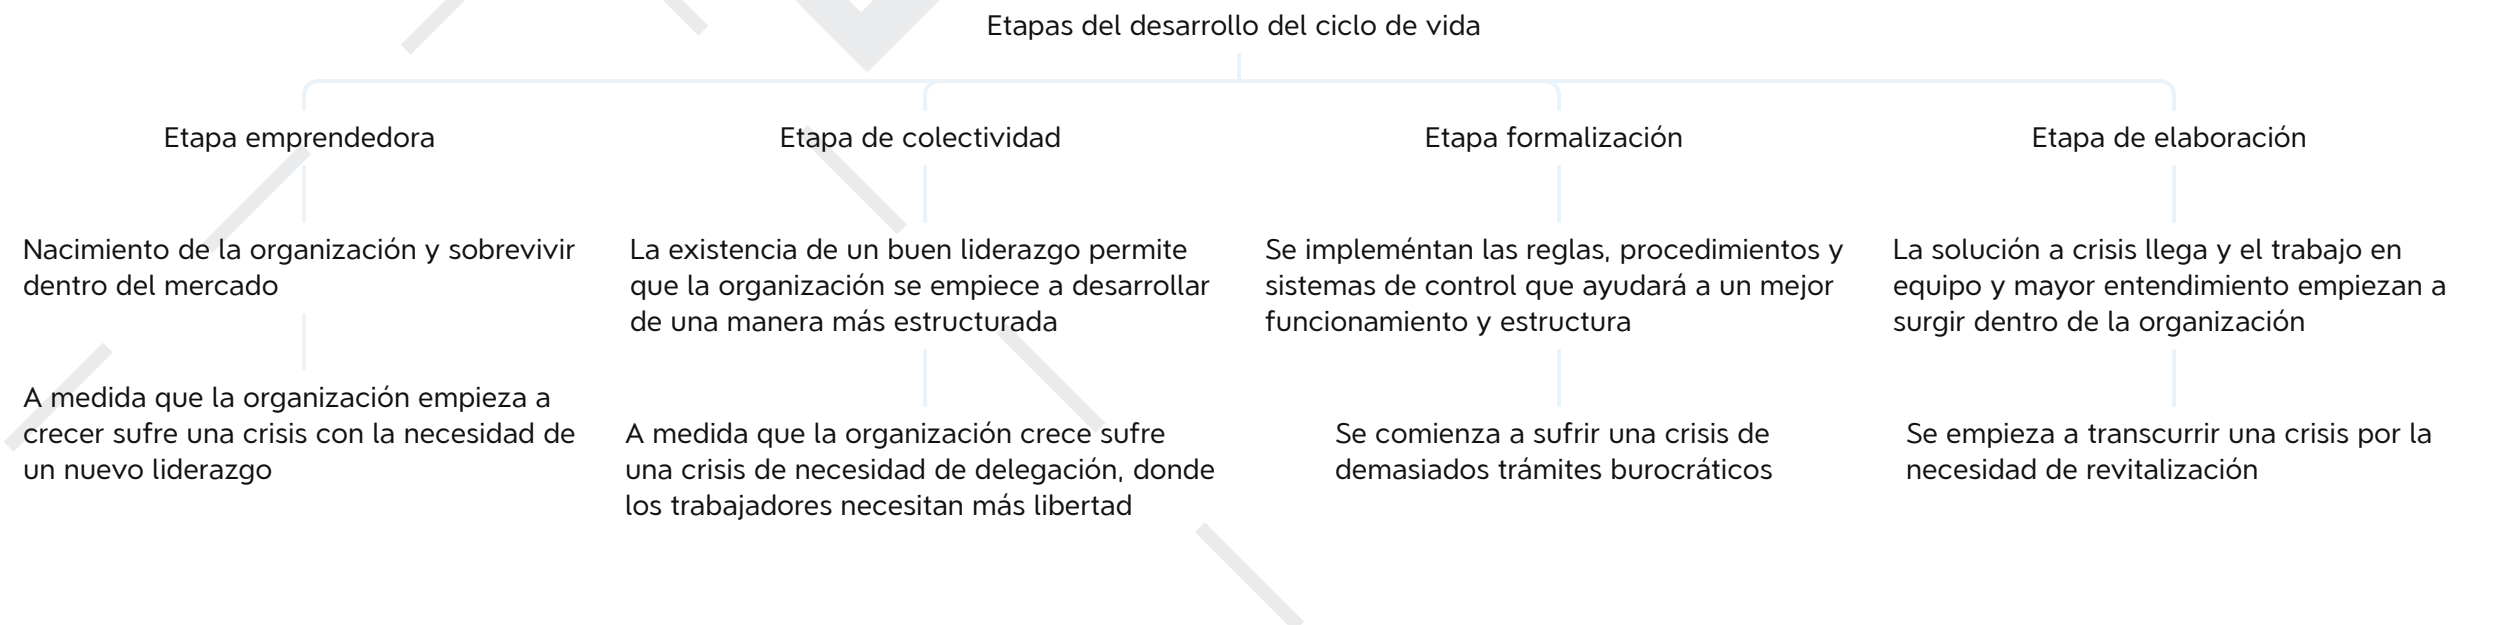 Etapas del desarrollo del ciclo de vida
Etapa emprendedora
Nacimiento de la organización y sobrevivir
dentro del mercado
A medida que la organización empieza a
crecer sufre una crisis con la necesidad de
un nuevo liderazgo
Etapa de colectividad
La existencia de un buen liderazgo permite
que la organización se empiece a desarrollar
de una manera más estructurada
A medida que la organización crece sufre
una crisis de necesidad de delegación, donde
los trabajadores necesitan más libertad
Etapa formalización
Se impleméntan las reglas, procedimientos y
sistemas de control que ayudará a un mejor
funcionamiento y estructura
Se comienza a sufrir una crisis de
demasiados trámites burocráticos
Etapa de elaboración
La solución a crisis llega y el trabajo en
equipo y mayor entendimiento empiezan a
surgir dentro de la organización
Se empieza a transcurrir una crisis por la
necesidad de revitalización